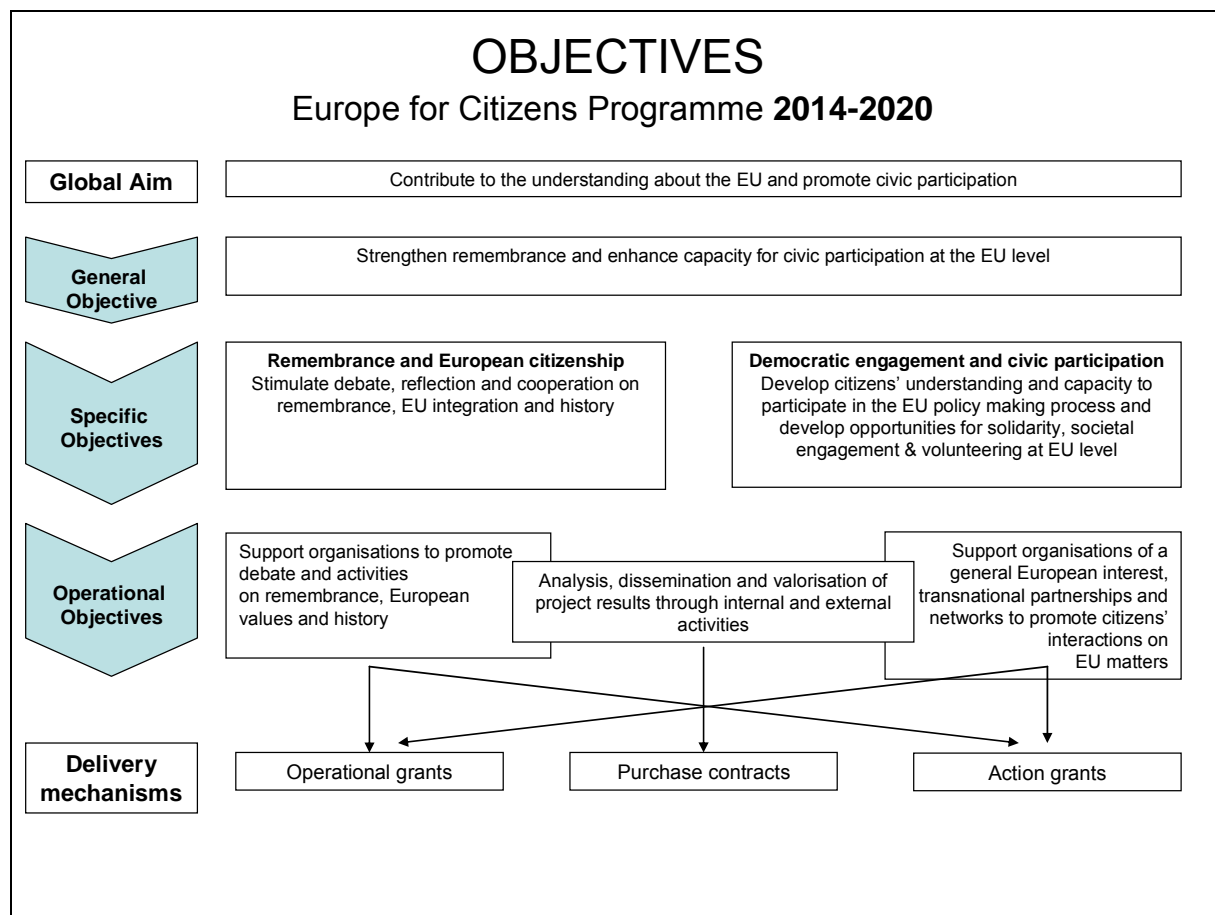 OBJECTIVES
Europe for Citizens Programme 2014-2020
Global Aim
Contribute to the understanding about the EU and promote civic participation
General
Objective
Strengthen remembrance and enhance capacity for civic participation at the EU level
Specific
Objectives
Remembrance and European citizenship
Stimulate debate, reflection and cooperation on
remembrance, EU integration and history
Democratic engagement and civic participation
Develop citizens’ understanding and capacity to
participate in the EU policy making process and
develop opportunities for solidarity, societal
engagement & volunteering at EU level
Operational
Objectives
Support organisations to promote
debate and activities
on remembrance, European
values and history
Analysis, dissemination and valorisation of
project results through internal and external
activities
Support organisations of a
general European interest,
transnational partnerships and
networks to promote citizens’
interactions on
EU matters
Delivery
mechanisms
Operational grants
Purchase contracts
Action grants